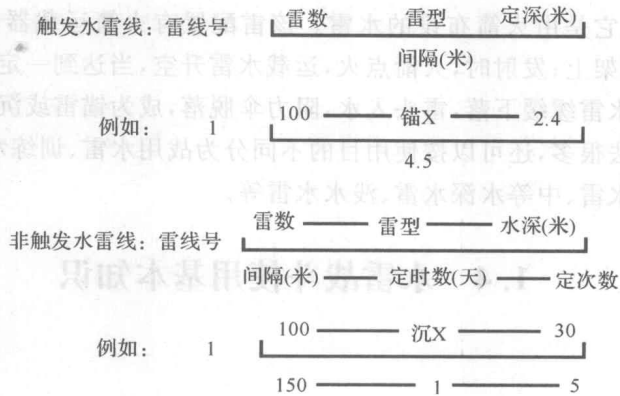 雷数 —— 雷型 —— 定深(米)
触发水雷线：雷线号
间隔(米)
例如： 1 100 —— 锚X —— 2.4
4.5
雷数 —— 雷型 —— 水深(米)
非触发水雷线：雷线号
间隔(米) —— 定时数(天) —— 定次数
例如： 1 100 —— 沉X —— 30
150 —— 1 —— 5